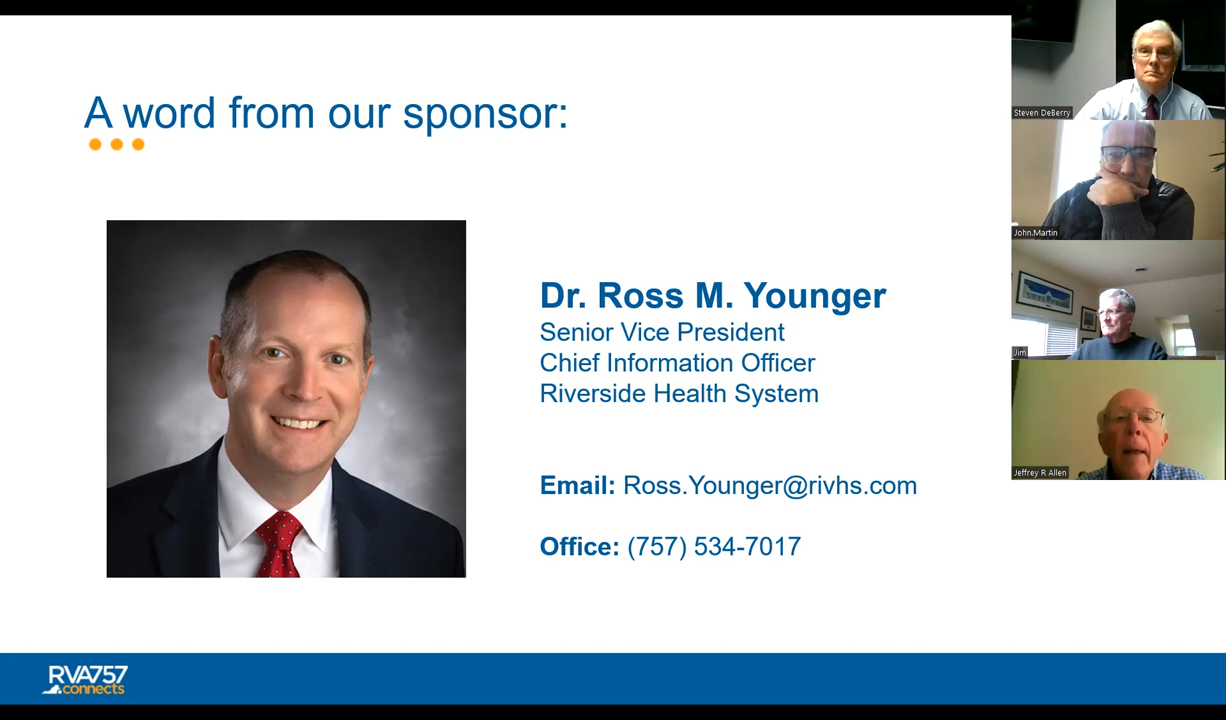 A word from our sponsor:
Dr. Ross M. Younger
Senior Vice President
Chief Information Officer
Riverside Health System
Email: Ross.Younger@rivhs.com
Office: (757) 534-7017
RVA757
connects
Steven DeBerry
John.Martin
Jim
Jeffrey R Allen